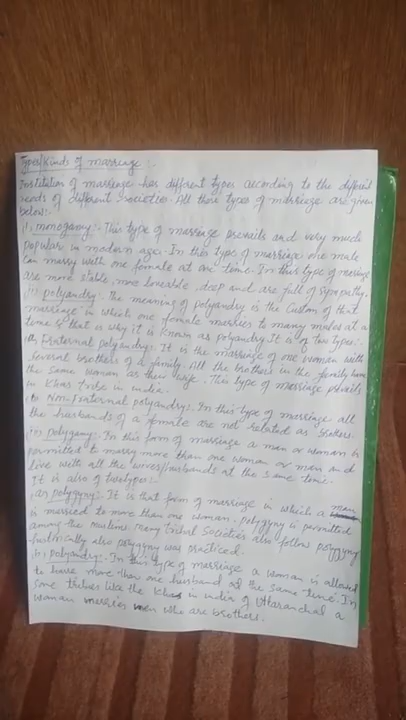 Types/Kinds of marriage :-
Institution of marriage has different types according to the different
needs of different Societies. All those types of marriage are given
below:-
(i) monogamy:- This type of marriage prevails and very much
popular in modern age. In this type of marriage one male
can marry with one female at one time. In this type of marriage
are more stable, more loveable, deep and are full of sympathy.
(ii) polyandry: the meaning of polyandry is the custom of that
marriage in which one female marries to many males at a
time & that is why it is known as polyandry. It is of two types:-
(a) Fraternal polyandry: It is the marriage of one woman with
several brothers of a family. All the brothers in the family have
the same woman as their wife. This type of marriage prevails
in Khas tribe in india.
(b) Non-fraternal polyandry: In this type of marriage all
the husbands of a female are not related as brothers.
(iii) polygamy: In this form of marriage a man or woman is
permitted to marry more than one woman or man and
live with all the wives/husbands at the same time.
It is also of two types:
(a) polygyny: It is that form of marriage in which a man
is married to more than one woman. polygyny is permitted
among the muslims. many tribal Societies also follow polygyny
historically also polygyny was practiced.
polyandry:- In this type of marriage a woman is allowed
to have more than one husband at the same time. In
some tribes like the Khas in india of Uttaranchal a
woman marries men who are brothers.